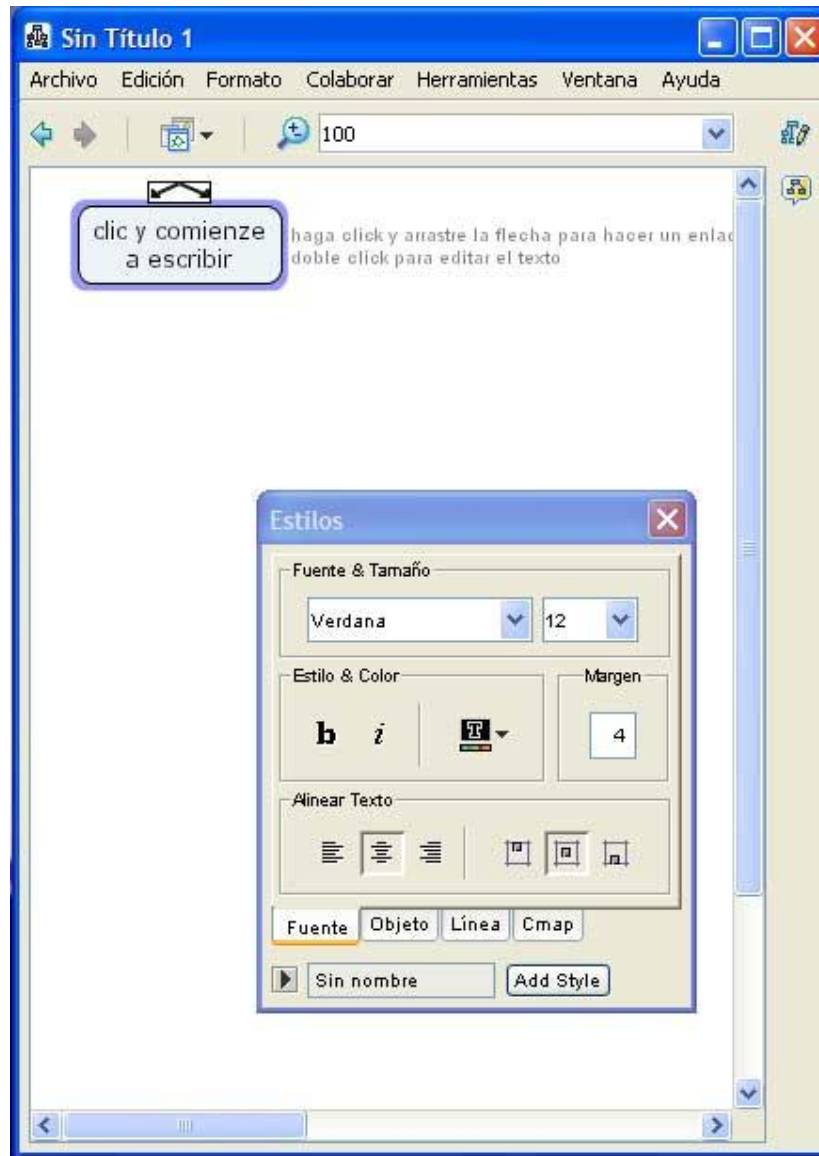 Sin Título 1
Archivo Edición Formato Colaborar Herramientas Ventana Ayuda
100
clic y comienze
a escribir
haga click y arrastre la flecha para hacer un enlac
doble click para editar el texto
Estilos
Fuente & Tamaño
Verdana 12
Estilo & Color Margen
b i T 4
Alinear Texto
Fuente Objeto Línea Cmap
Sin nombre Add Style